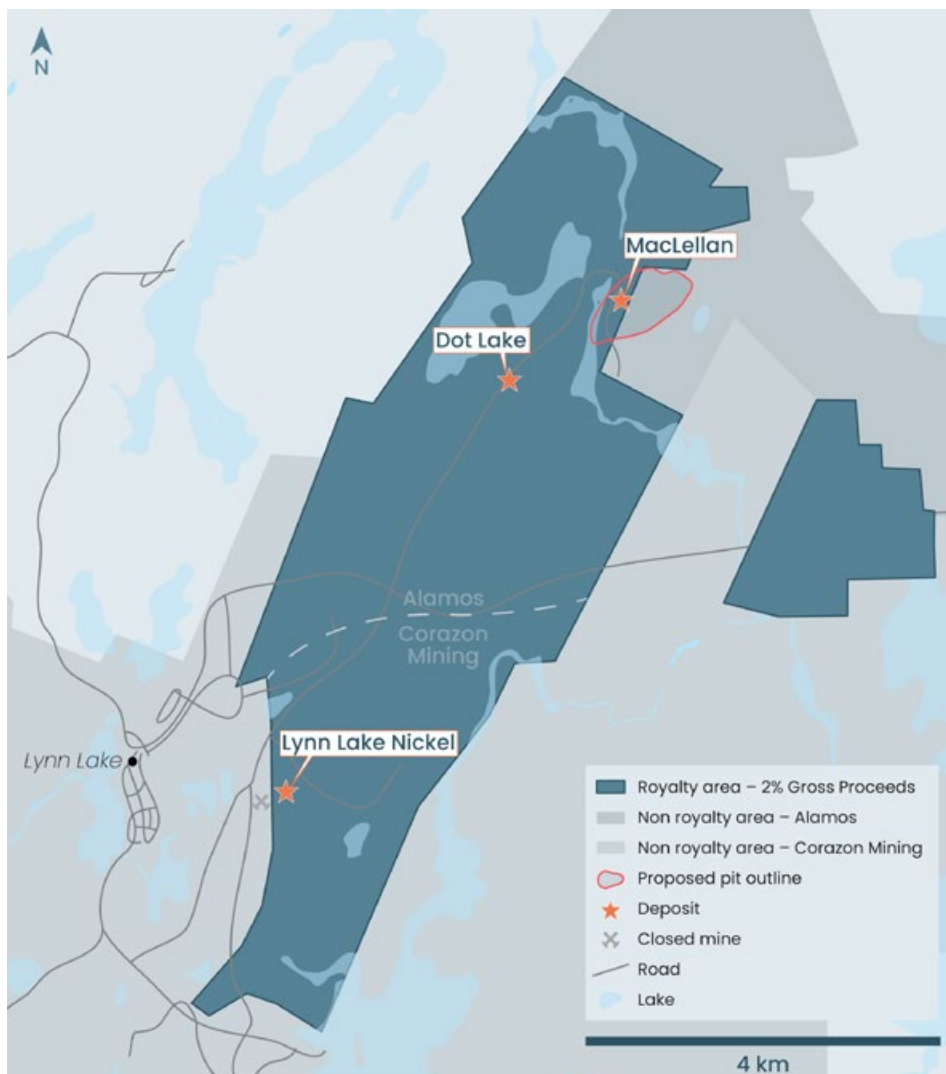 N
MacLellan
Dot Lake
Alamos
Corazon
Mining
Lynn Lake Nickel
Lynn Lake
Royalty area – 2% Gross Proceeds
Non royalty area – Alamos
Non royalty area – Corazon Mining
Proposed pit outline
Deposit
Closed mine
Road
Lake
4 km